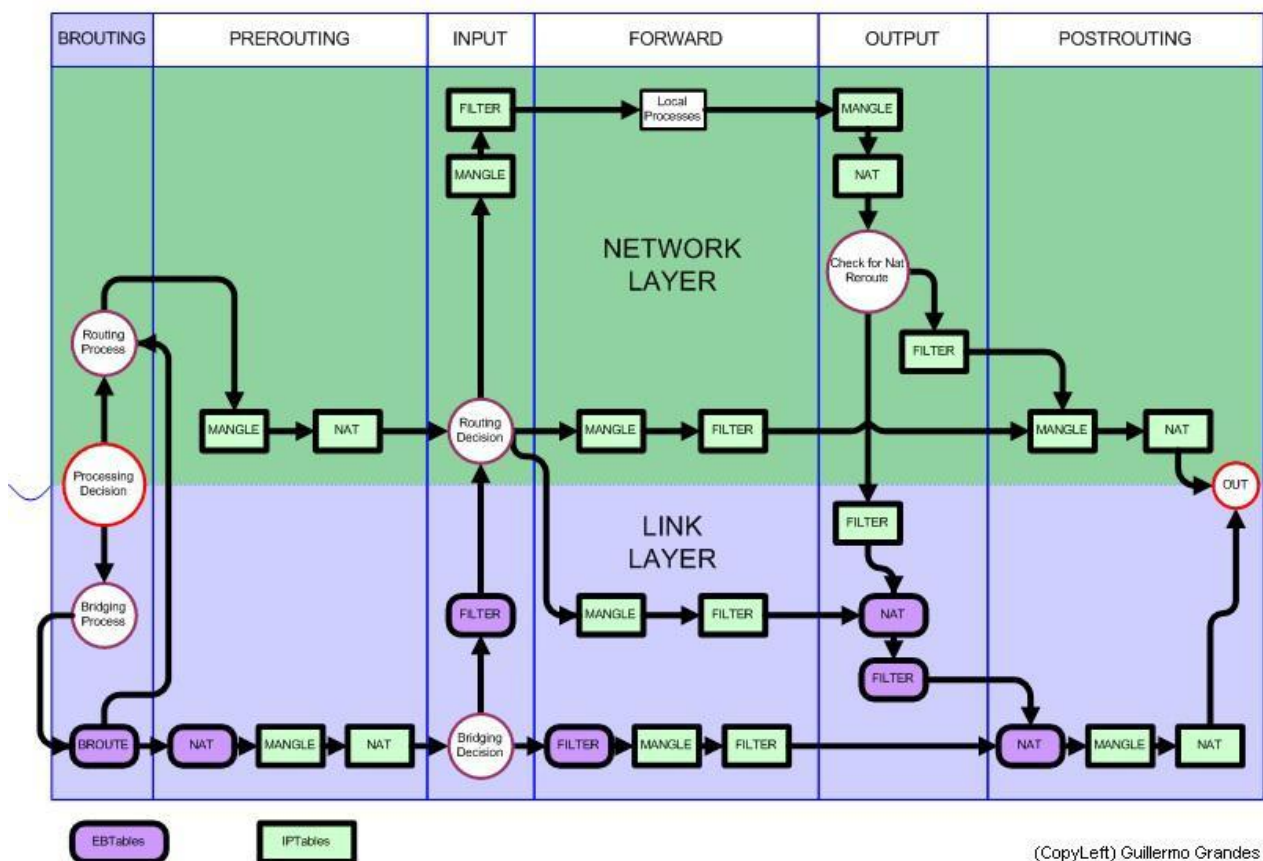 BROUTING PREROUTING INPUT FORWARD OUTPUT POSTROUTING
FILTER
Local
Processes
MANGLE
MANGLE
NAT
NETWORK
LAYER
Check for Nat
Reroute
Routing
Process
FILTER
MANGLE
NAT
Routing
Decision
MANGLE
FILTER
MANGLE
NAT
Processing
Decision
OUT
LINK
LAYER
FILTER
Bridging
Process
FILTER
MANGLE
FILTER
NAT
FILTER
BROUTE
NAT
MANGLE
NAT
Bridging
Decision
FILTER
MANGLE
FILTER
NAT
MANGLE
NAT
EBTables
IPTables
(CopyLeft) Guillermo Grandes